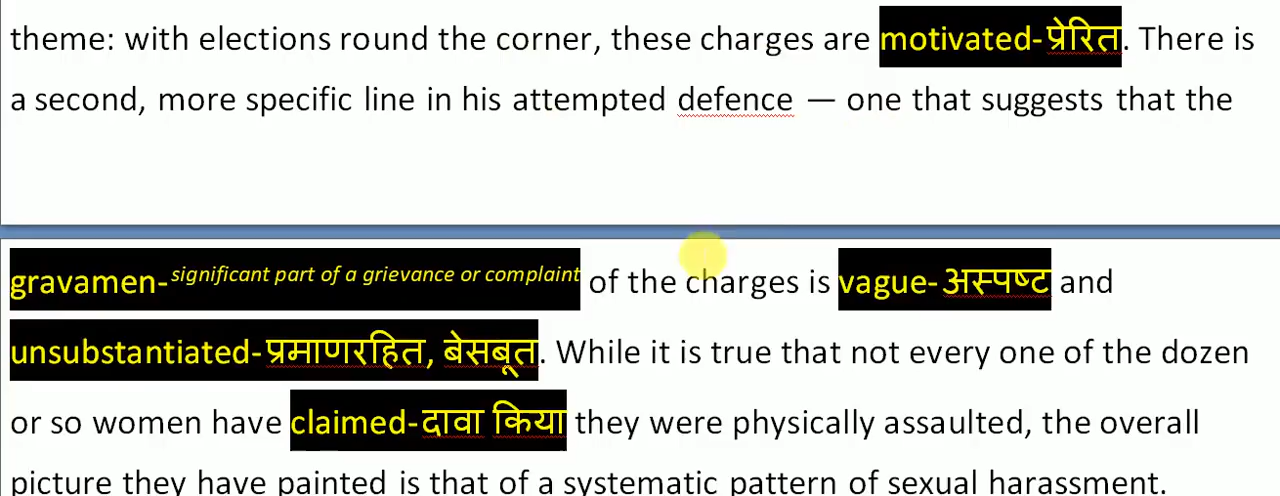 theme: with elections round the corner, these charges are motivated-प्रेरित. There is
a second, more specific line in his attempted defence — one that suggests that the
gravamen-significant part of a grievance or complaint of the charges is vague-अस्पष्ट and
unsubstantiated-प्रमाणरहित, बेसबूत. While it is true that not every one of the dozen
or so women have claimed-दावा किया they were physically assaulted, the overall
picture they have painted is that of a systematic pattern of sexual harassment.